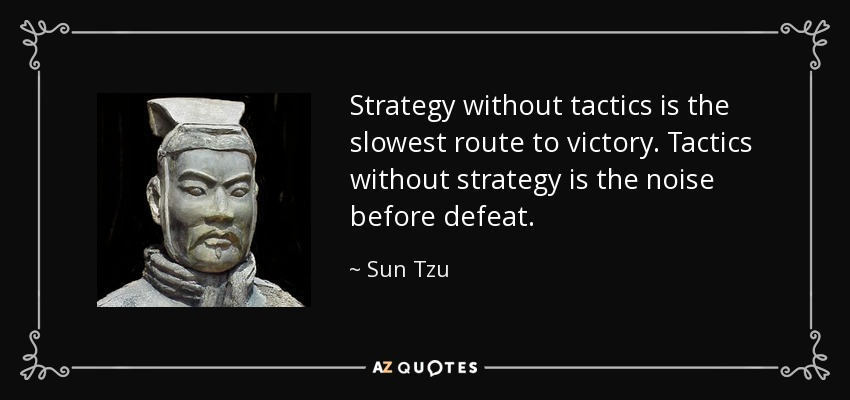 Strategy without tactics is the
slowest route to victory. Tactics
without strategy is the noise
before defeat.
~ Sun Tzu
AZ QUOTES